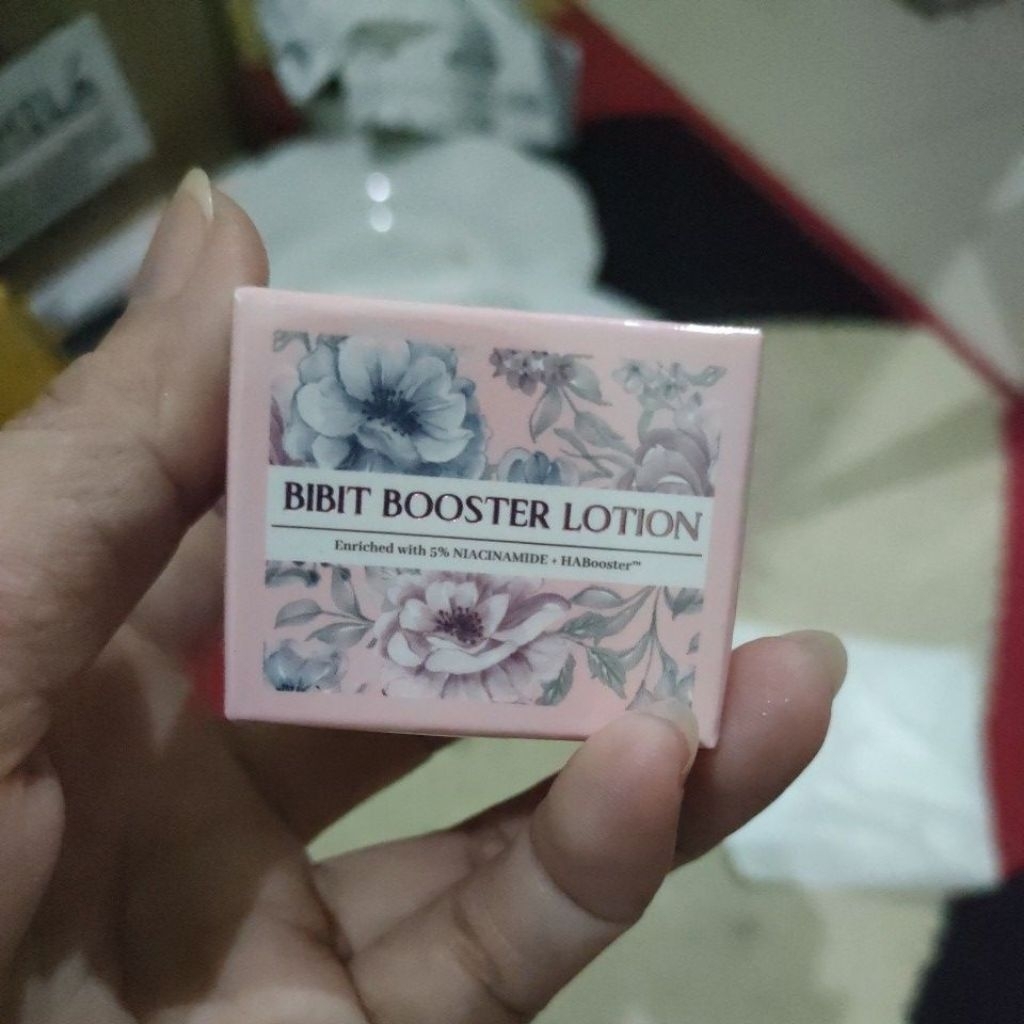 BIBIT BOOSTER LOTION
Enriched with 5% NIACINAMIDE + HABooster™